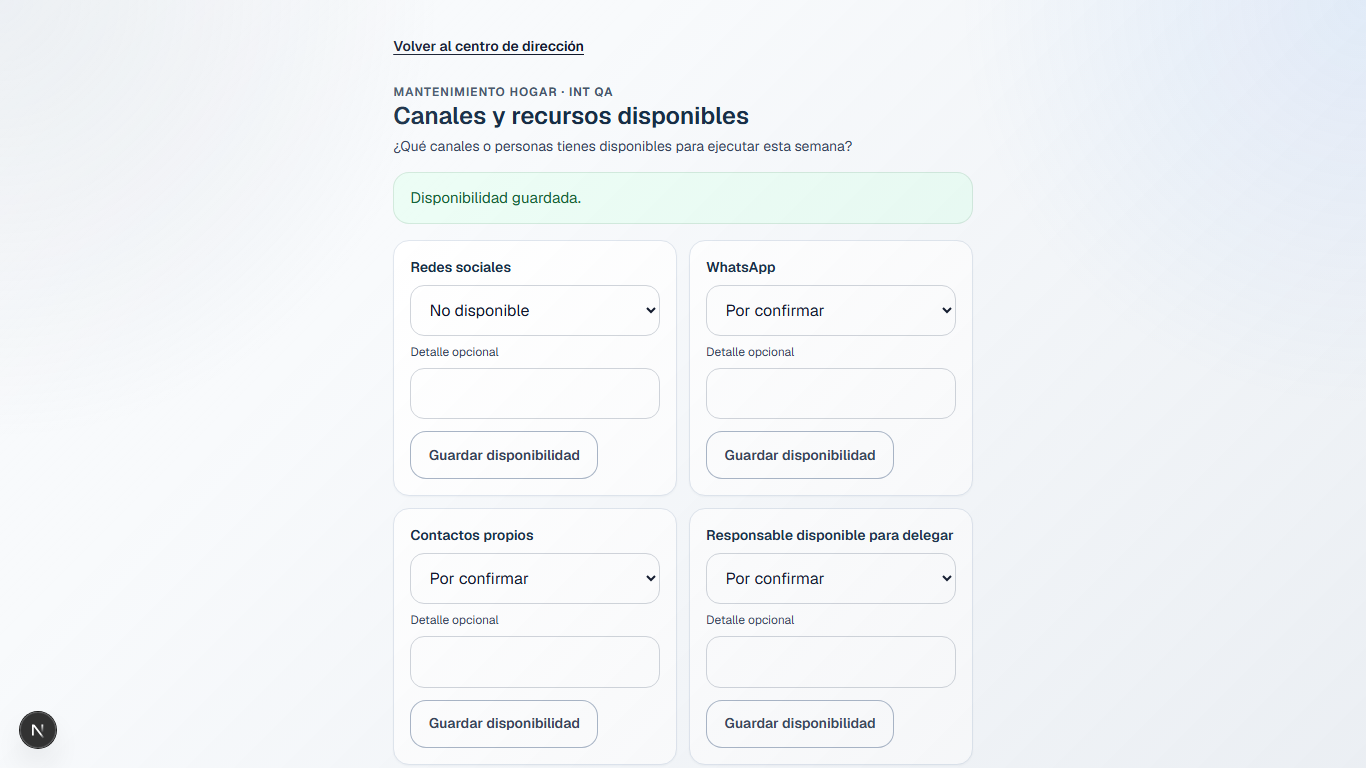 Volver al centro de dirección
MANTENIMIENTO HOGAR · INT QA
Canales y recursos disponibles
¿Qué canales o personas tienes disponibles para ejecutar esta semana?
Disponibilidad guardada.
Redes sociales
No disponible
Detalle opcional
Guardar disponibilidad
WhatsApp
Por confirmar
Detalle opcional
Guardar disponibilidad
Contactos propios
Por confirmar
Detalle opcional
Guardar disponibilidad
Responsable disponible para delegar
Por confirmar
Detalle opcional
Guardar disponibilidad
N